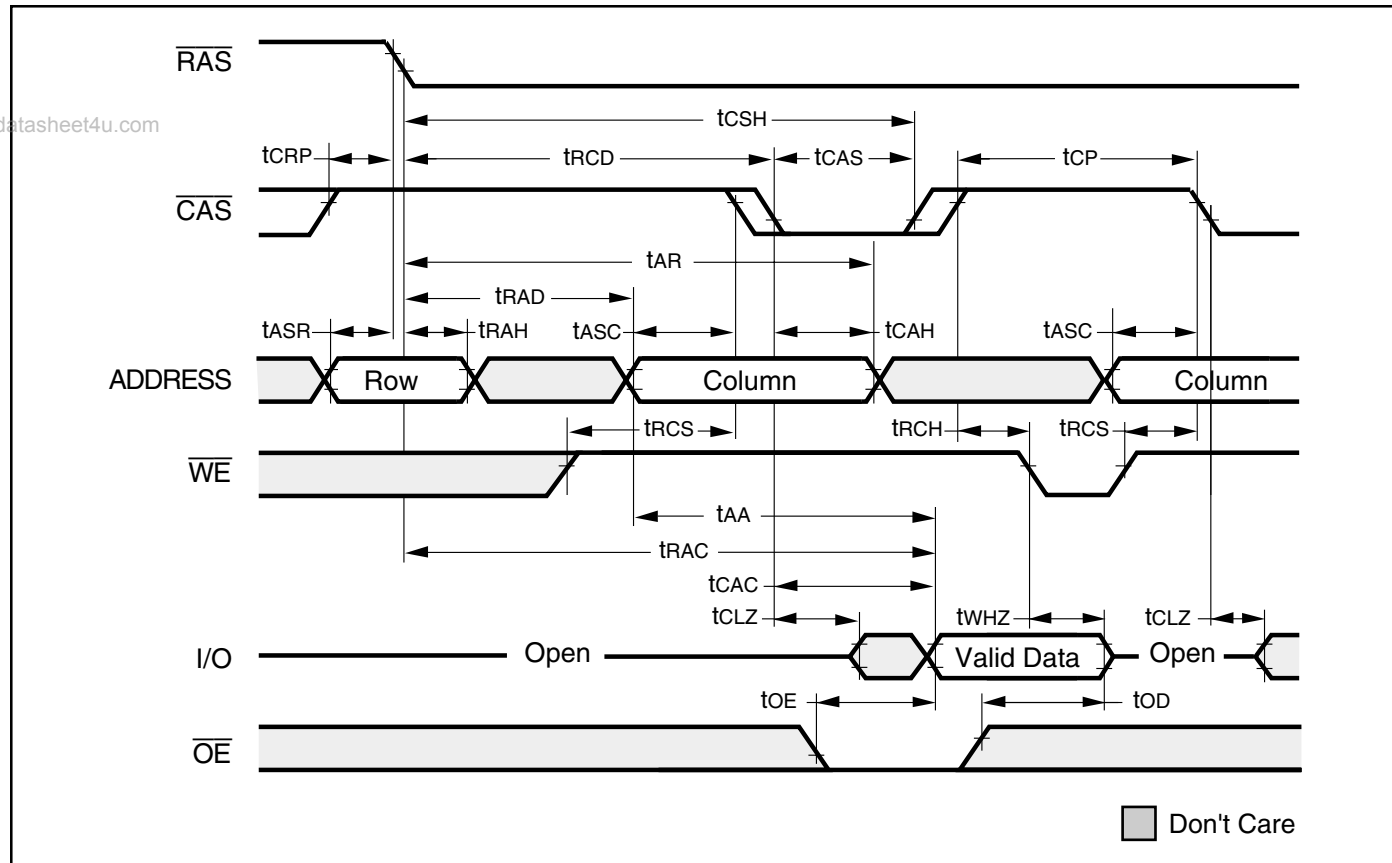 RAS
datasheet4u.com
tCSH
tCRP
tRCD
tCAS
tCP
CAS
tAR
tRAD
tASR
tRAH
tASC
tCAH
tASC
ADDRESS
Row
Column
Column
tRCS
tRCH
tRCS
WE
tAA
tRAC
tCAC
tCLZ
tWHZ
tCLZ
I/O
Open
Valid Data
Open
tOE
tOD
OE
Don't Care